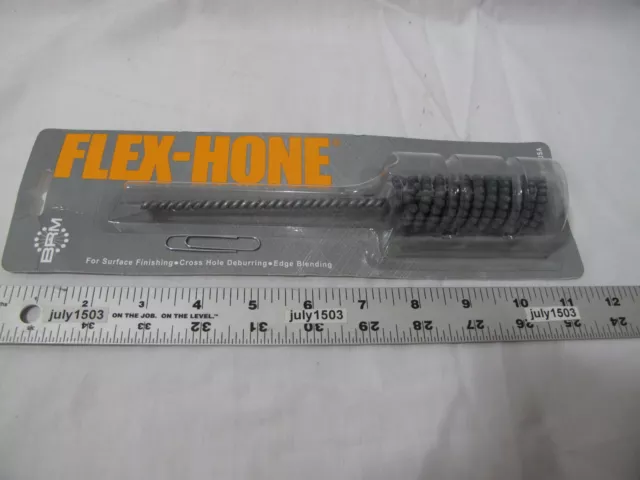 FLEX-HONE®
BRM
For Surface Finishing•Cross Hole Deburring•Edge Blending
2 3 4 5 6 7 8 9 10 11 12
july1503 ON THE JOB. ON THE LEVEL.™ july1503 july1503
34 33 32 31 30 29 28 27 26 25 24